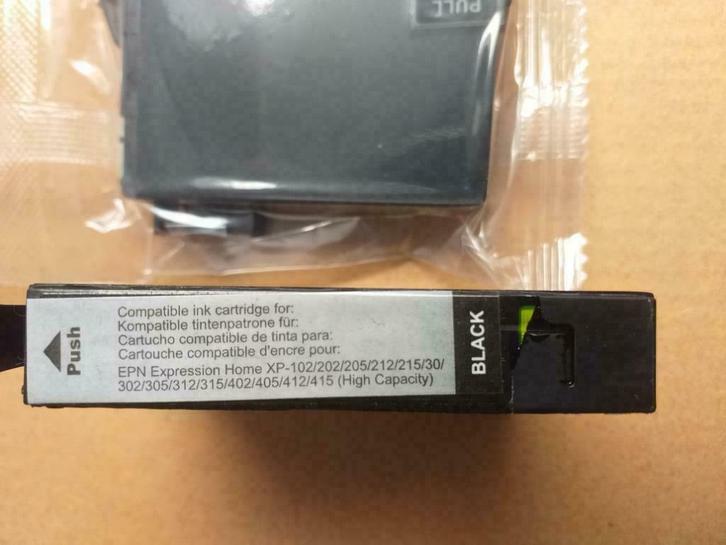 PULL
Push
Compatible ink cartridge for:
Kompatible tintenpatrone für:
Cartucho compatible de tinta para:
Cartouche compatible d'encre pour:
EPN Expression Home XP-102/202/205/212/215/30/
302/305/312/315/402/405/412/415 (High Capacity)
BLACK